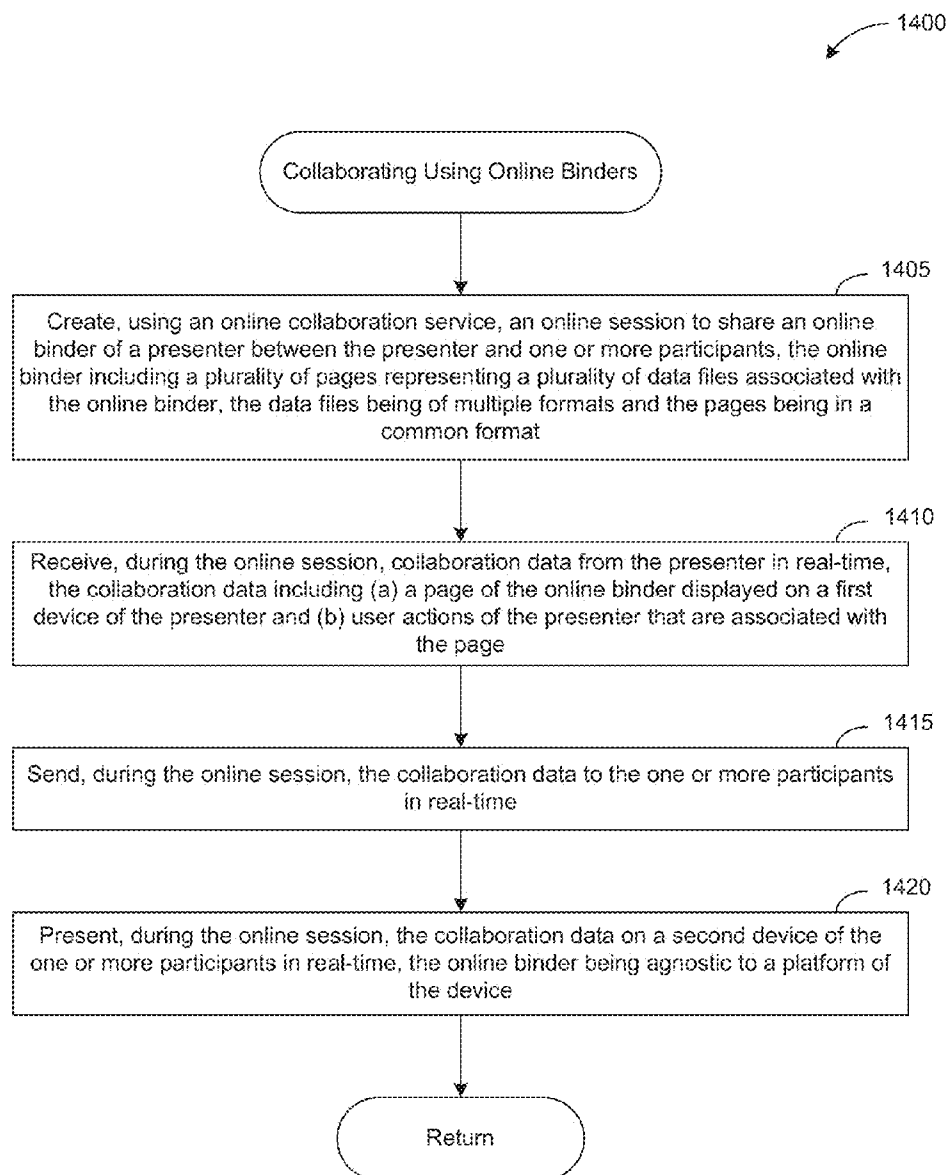 1400
Collaborating Using Online Binders
1405
Create, using an online collaboration service, an online session to share an online
binder of a presenter between the presenter and one or more participants, the online
binder including a plurality of pages representing a plurality of data files associated with
the online binder, the data files being of multiple formats and the pages being in a
common format
1410
Receive, during the online session, collaboration data from the presenter in real-time,
the collaboration data including (a) a page of the online binder displayed on a first
device of the presenter and (b) user actions of the presenter that are associated with
the page
1415
Send, during the online session, the collaboration data to the one or more participants
in real-time
1420
Present, during the online session, the collaboration data on a second device of the
one or more participants in real-time, the online binder being agnostic to a platform of
the device
Return